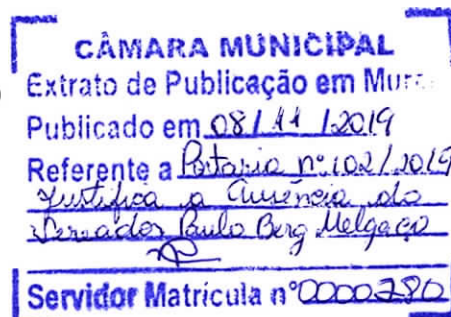 CÂMARA MUNICIPAL
Extrato de Publicação em Mur
Publicado em 08/11/2019
Referente a Portaria nº 102/2019
Justifica a Ausência do
Vereador Paulo Berg Melgaço
Servidor Matrícula nº 0000280